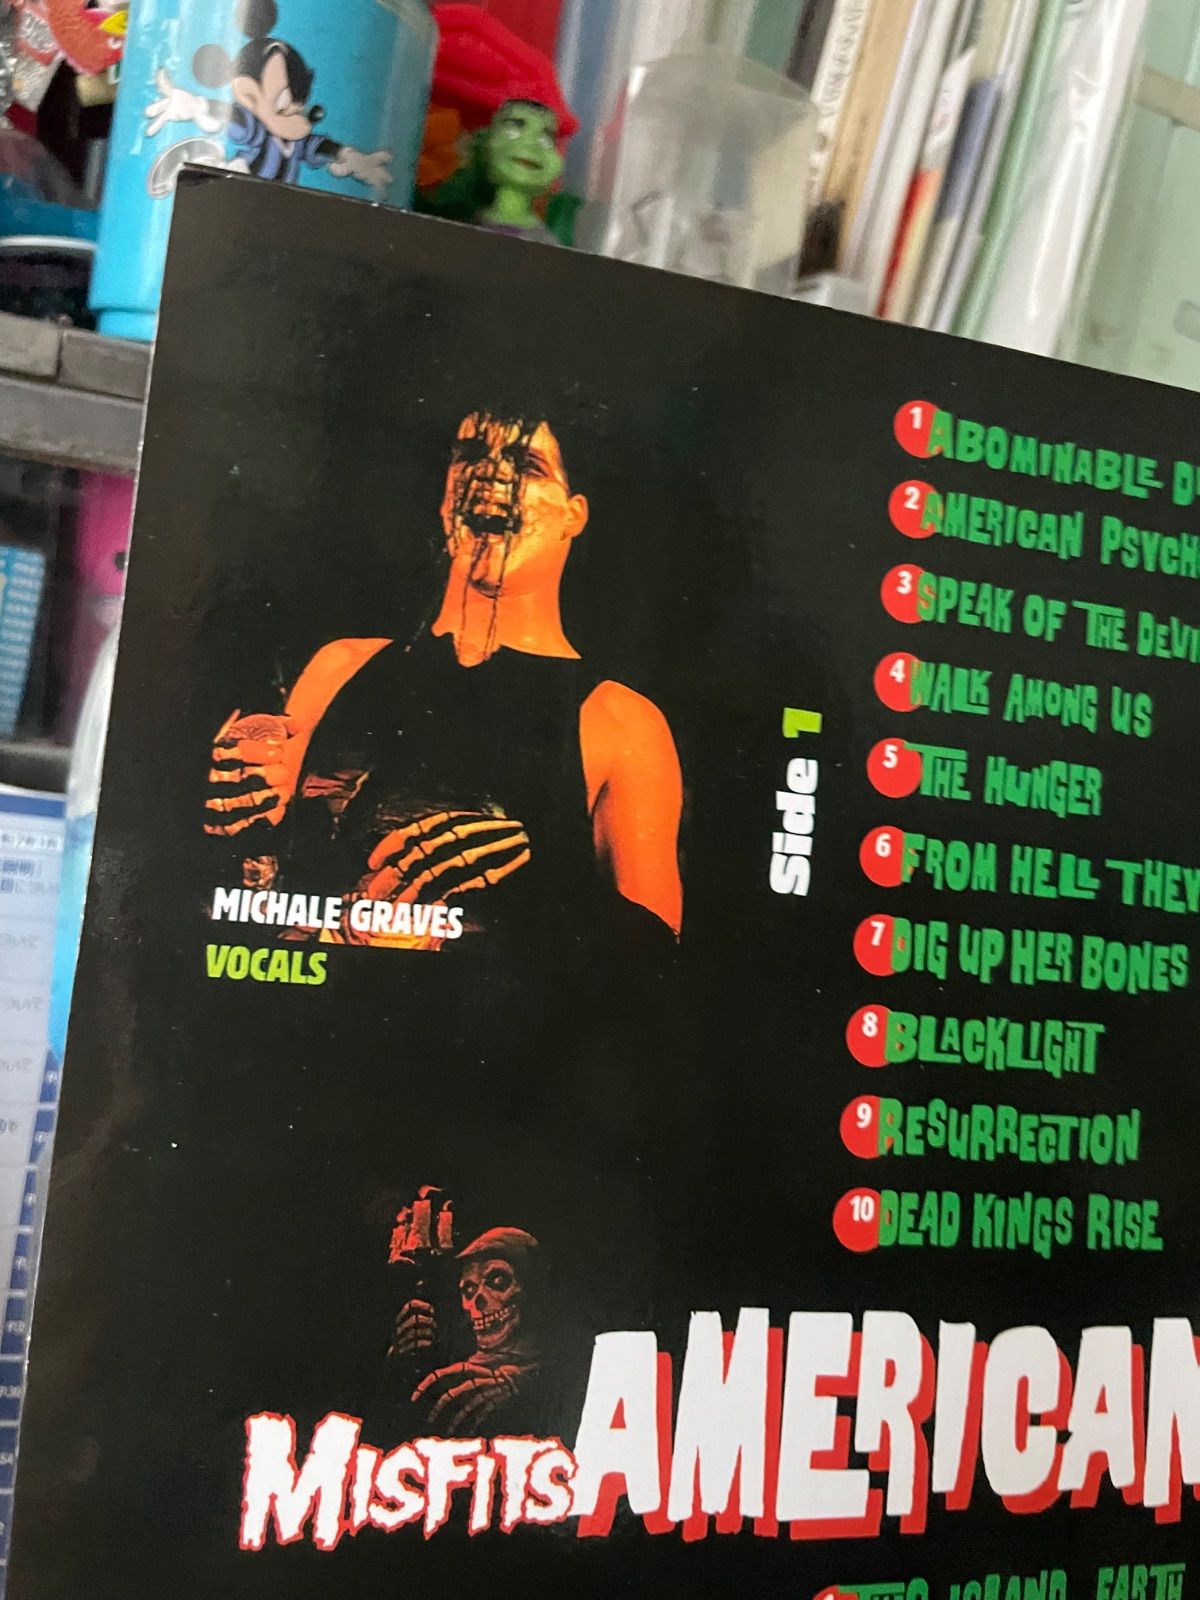 1 ABOMINABLE
2 AMERICAN PSYCH
3 SPEAK OF THE DEVI
4 WALK AMONG US
5 THE HUNGER
6 FROM HELL THEY
7 DIG UP HER BONES
8 BLACKLIGHT
9 RESURRECTION
10 DEAD KINGS RISE
Side 1
MICHALE GRAVES
VOCALS
MISFITS AMERICAN
ISLAND EARTH